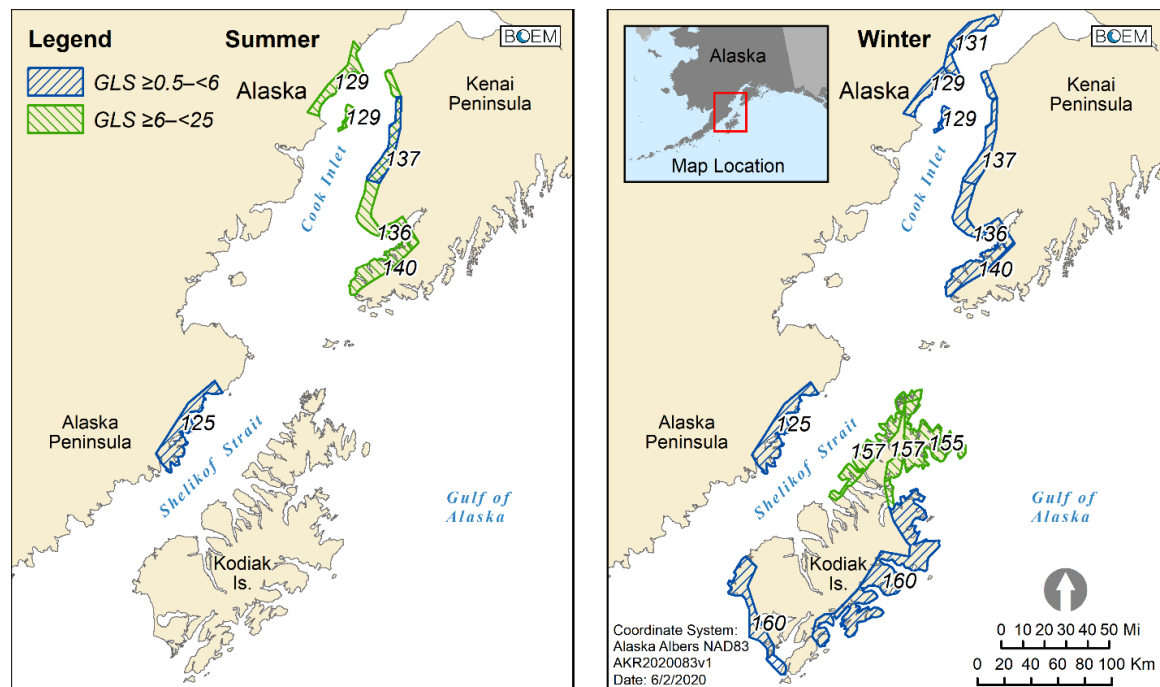 Legend
GLS ≥0.5–<6
GLS ≥6–<25
Summer
BOEM
Alaska
Kenai
Peninsula
129
129
Cook Inlet
137
136
140
125
Alaska
Peninsula
Shelikof Strait
Gulf of
Alaska
Kodiak
Is.
Winter
BOEM
Alaska
Map Location
131
Alaska
Kenai
Peninsula
129
129
Cook Inlet
137
136
140
125
Alaska
Peninsula
Shelikof Strait
157
157
155
Gulf of
Alaska
Kodiak
Is.
160
160
Coordinate System:
Alaska Albers NAD83
AKR2020083v1
Date: 6/2/2020
0 10 20 30 40 50 Mi
0 20 40 60 80 100 Km